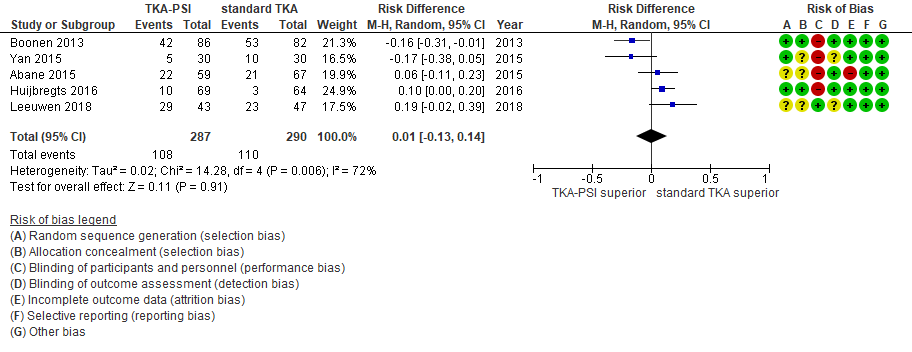 TKA-PSI standard TKA Risk Difference Risk Difference Risk of Bias
Study or Subgroup Events Total Events Total Weight M-H, Random, 95% CI Year M-H, Random, 95% CI A B C D E F G
Boonen 2013 42 86 53 82 21.3% -0.16 [-0.31, -0.01] 2013 + + - + + + +
Yan 2015 5 30 10 30 16.5% -0.17 [-0.38, 0.05] 2015 + ? - ? + + +
Abane 2015 22 59 21 67 19.9% 0.06 [-0.11, 0.23] 2015 ? ? - + - + +
Huijbregts 2016 10 69 3 64 24.9% 0.10 [0.00, 0.20] 2016 + + - + + + +
Leeuwen 2018 29 43 23 47 17.5% 0.19 [-0.02, 0.39] 2018 ? ? + ? + + +
Total (95% CI) 287 290 100.0% 0.01 [-0.13, 0.14]
Total events 108 110
Heterogeneity: Tau² = 0.02; Chi² = 14.28, df = 4 (P = 0.006); I² = 72%
Test for overall effect: Z = 0.11 (P = 0.91)
-1 -0.5 0 0.5 1
TKA-PSI superior standard TKA superior
Risk of bias legend
(A) Random sequence generation (selection bias)
(B) Allocation concealment (selection bias)
(C) Blinding of participants and personnel (performance bias)
(D) Blinding of outcome assessment (detection bias)
(E) Incomplete outcome data (attrition bias)
(F) Selective reporting (reporting bias)
(G) Other bias